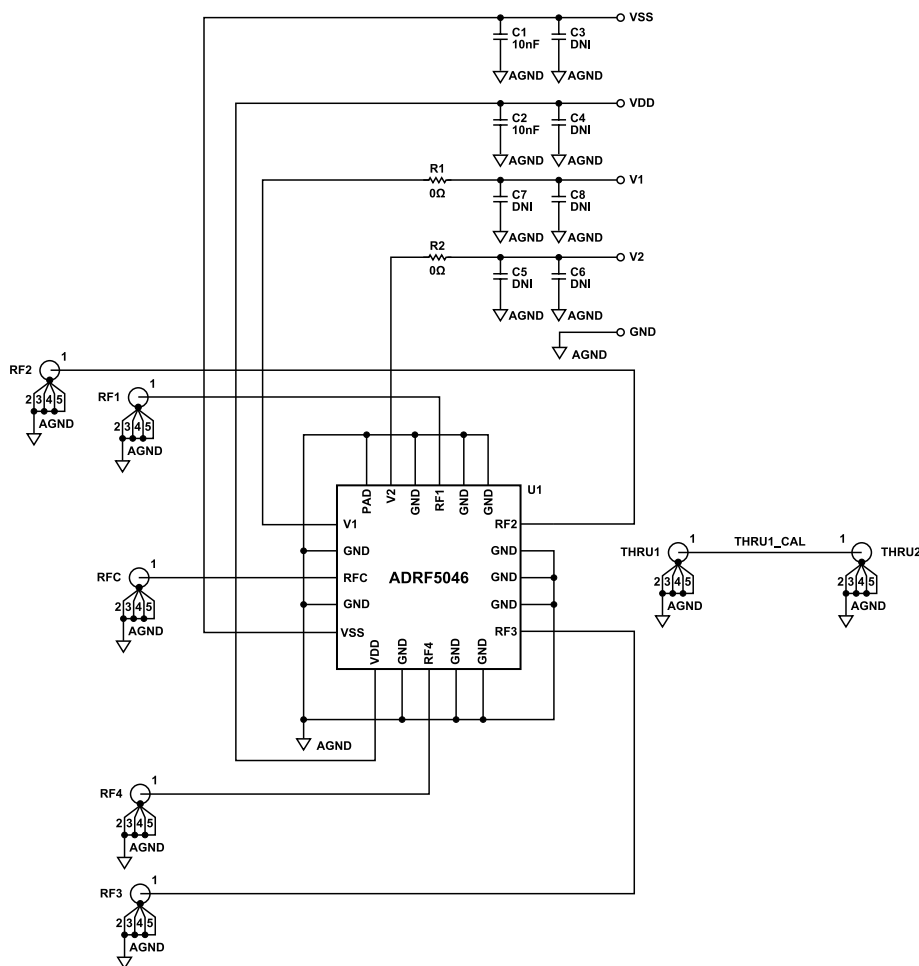 VSS
C1 10nF
C3 DNI
AGND AGND
VDD
C2 10nF
C4 DNI
AGND AGND
R1
0Ω
V1
C7 DNI
C8 DNI
AGND AGND
R2
0Ω
V2
C5 DNI
C6 DNI
AGND AGND
GND
AGND
RF2 1
2 3 4 5
AGND
RF1 1
2 3 4 5
AGND
U1
PAD V2 GND RF1 GND GND
V1 RF2
GND GND
RFC ADRF5046 GND
GND GND
VSS RF3
VDD GND RF4 GND GND
AGND
THRU1 1 THRU1_CAL 1 THRU2
2 3 4 5 2 3 4 5
AGND AGND
RFC 1
2 3 4 5
AGND
RF4 1
2 3 4 5
AGND
RF3 1
2 3 4 5
AGND